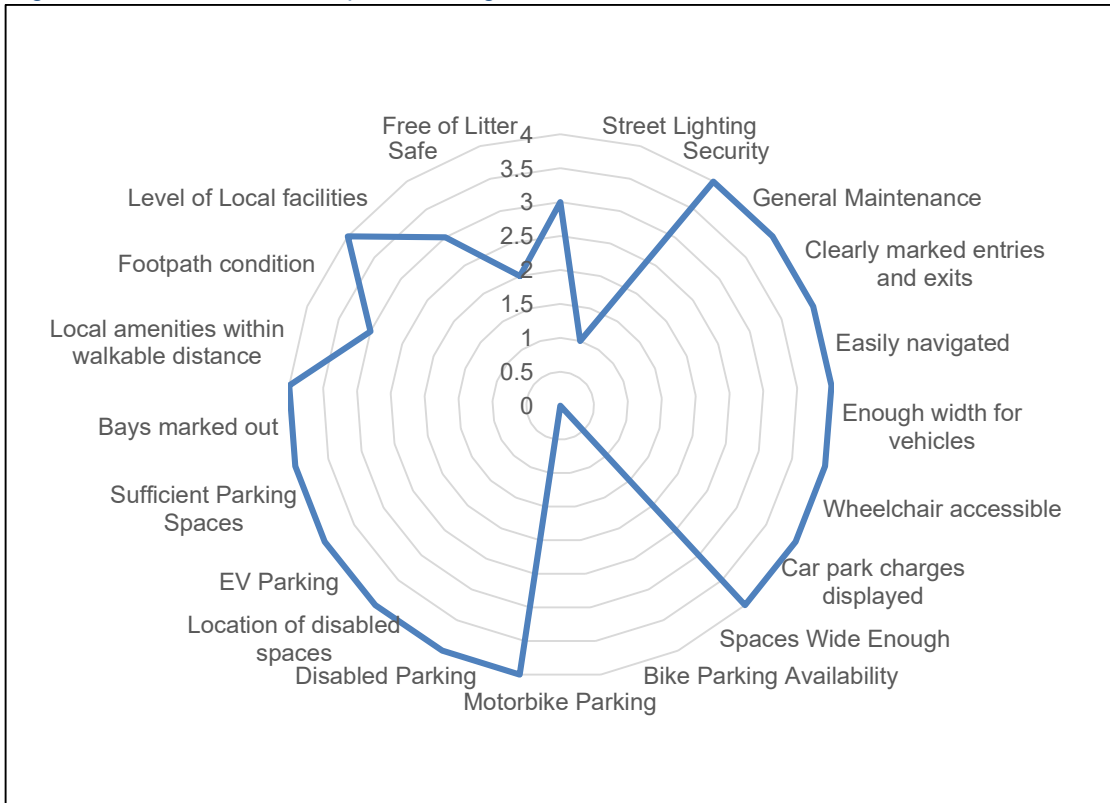 Free of Litter
Safe
Level of Local facilities
Footpath condition
Local amenities within
walkable distance
Bays marked out
Sufficient Parking
Spaces
EV Parking
Location of disabled
spaces
Disabled Parking
Motorbike Parking
Bike Parking Availability
Spaces Wide Enough
Car park charges
displayed
Wheelchair accessible
Enough width for
vehicles
Easily navigated
Clearly marked entries
and exits
General Maintenance
Security
Street Lighting
4
3.5
3
2.5
2
1.5
1
0.5
0